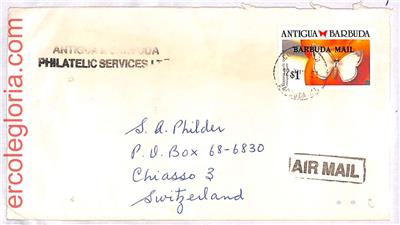 ercolegloria.com
ANTIGUA & BARBUDA
PHILATELIC SERVICES LTD
ANTIGUA BARBUDA
BARBUDA MAIL
$1
S. A. Philder
P. O. Box 68-6830
Chiasso 3
Switzerland
AIR MAIL